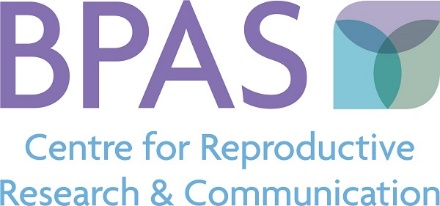 BPAS
Centre for Reproductive
Research & Communication